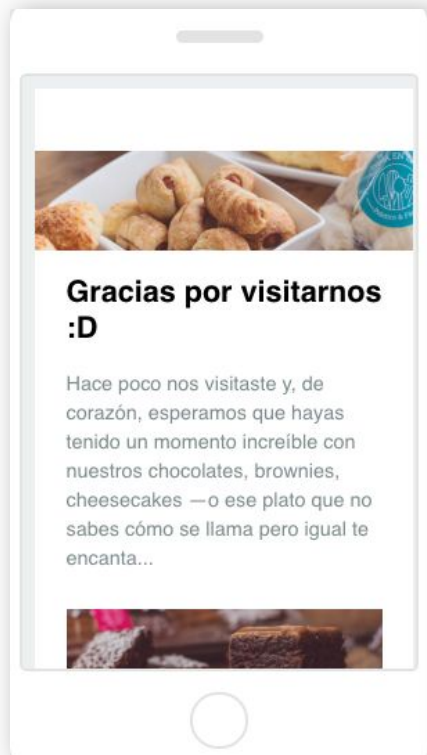 Gracias por visitarnos
:D
Hace poco nos visitaste y, de
corazón, esperamos que hayas
tenido un momento increíble con
nuestros chocolates, brownies,
cheesecakes —o ese plato que no
sabes cómo se llama pero igual te
encanta...